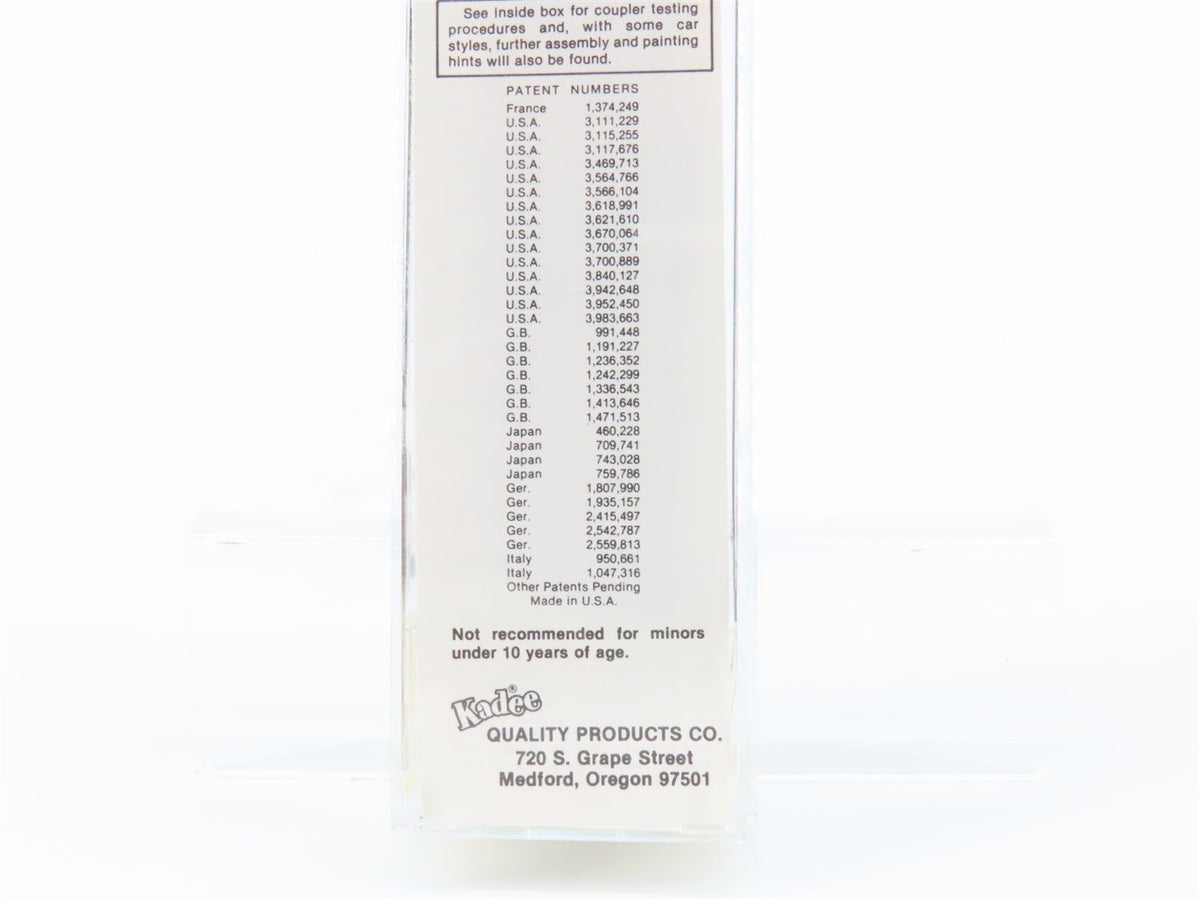 See inside box for coupler testing
procedures and, with some car
styles, further assembly and painting
hints will also be found.
PATENT NUMBERS
France 1,374,249
U.S.A. 3,111,229
U.S.A. 3,115,255
U.S.A. 3,117,676
U.S.A. 3,469,713
U.S.A. 3,564,766
U.S.A. 3,566,104
U.S.A. 3,618,991
U.S.A. 3,621,610
U.S.A. 3,670,064
U.S.A. 3,700,371
U.S.A. 3,700,889
U.S.A. 3,840,127
U.S.A. 3,942,648
U.S.A. 3,952,450
U.S.A. 3,983,663
G.B. 991,448
G.B. 1,191,227
G.B. 1,236,352
G.B. 1,242,299
G.B. 1,336,543
G.B. 1,413,646
G.B. 1,471,513
Japan 460,228
Japan 709,741
Japan 743,028
Japan 759,786
Ger. 1,807,990
Ger. 1,935,157
Ger. 2,415,497
Ger. 2,542,787
Ger. 2,559,813
Italy 950,661
Italy 1,047,316
Other Patents Pending
Made in U.S.A.
Not recommended for minors
under 10 years of age.
Kadee®
QUALITY PRODUCTS CO.
720 S. Grape Street
Medford, Oregon 97501